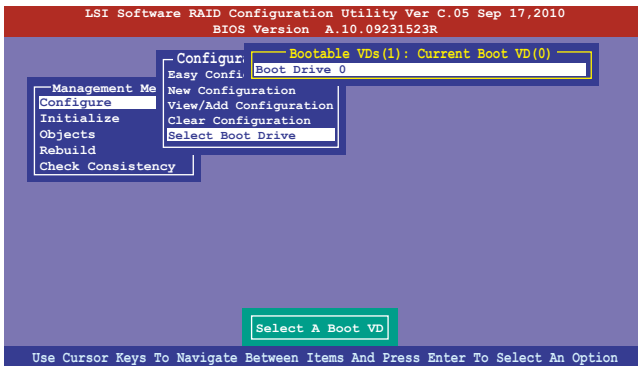 LSI Software RAID Configuration Utility Ver C.05 Sep 17,2010
BIOS Version A.10.09231523R
Bootable VDs(1): Current Boot VD(0)
Boot Drive 0
Configur
Easy Confi
New Configuration
View/Add Configuration
Clear Configuration
Select Boot Drive
Management Me
Configure
Initialize
Objects
Rebuild
Check Consistency
Select A Boot VD
Use Cursor Keys To Navigate Between Items And Press Enter To Select An Option